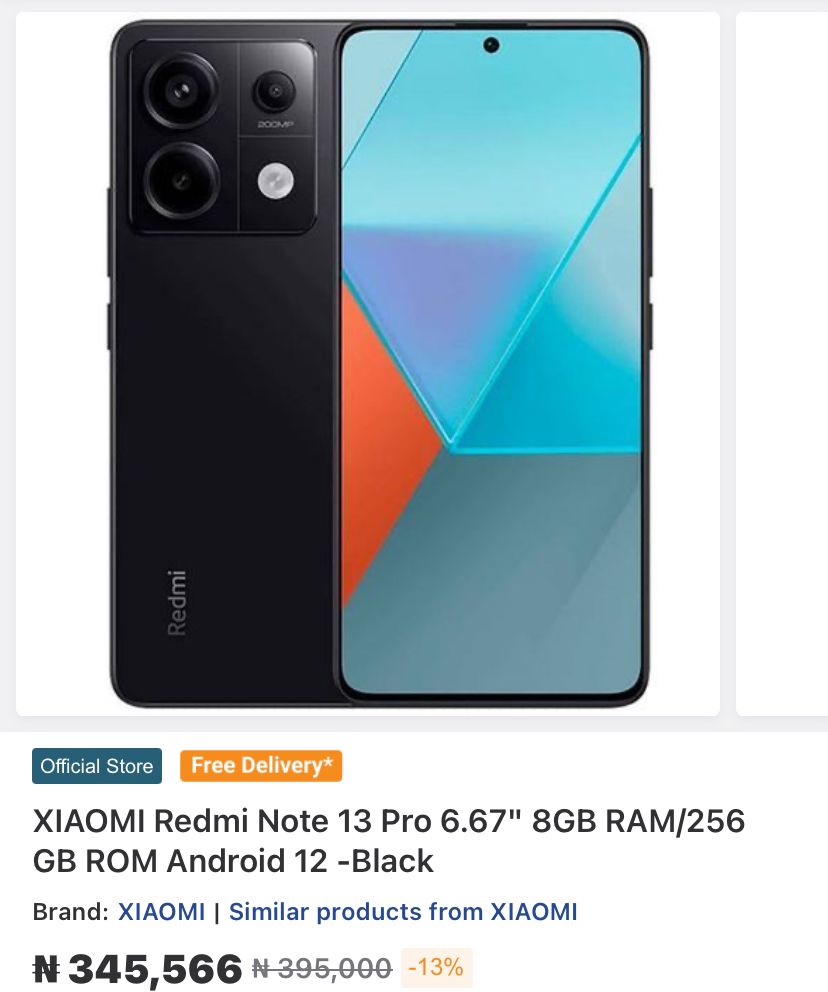 200MP
Redmi
Official Store
Free Delivery*
XIAOMI Redmi Note 13 Pro 6.67" 8GB RAM/256
GB ROM Android 12 -Black
Brand: XIAOMI | Similar products from XIAOMI
₦ 345,566 ₦ 395,000 -13%